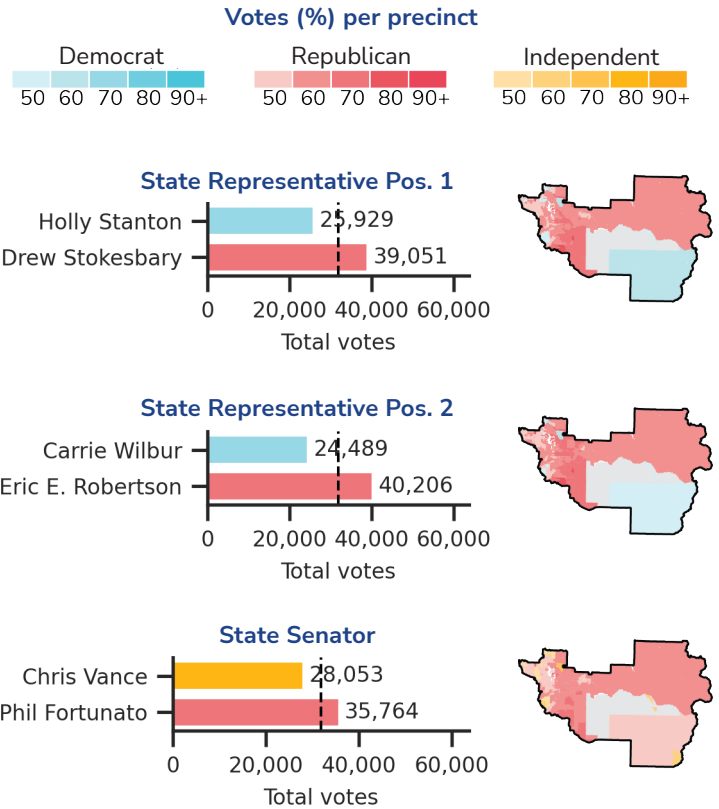 Votes (%) per precinct
Democrat Republican Independent
50 60 70 80 90+ 50 60 70 80 90+ 50 60 70 80 90+
State Representative Pos. 1
Holly Stanton 25,929
Drew Stokesbary 39,051
0 20,000 40,000 60,000
Total votes
State Representative Pos. 2
Carrie Wilbur 24,489
Eric E. Robertson 40,206
0 20,000 40,000 60,000
Total votes
State Senator
Chris Vance 28,053
Phil Fortunato 35,764
0 20,000 40,000 60,000
Total votes